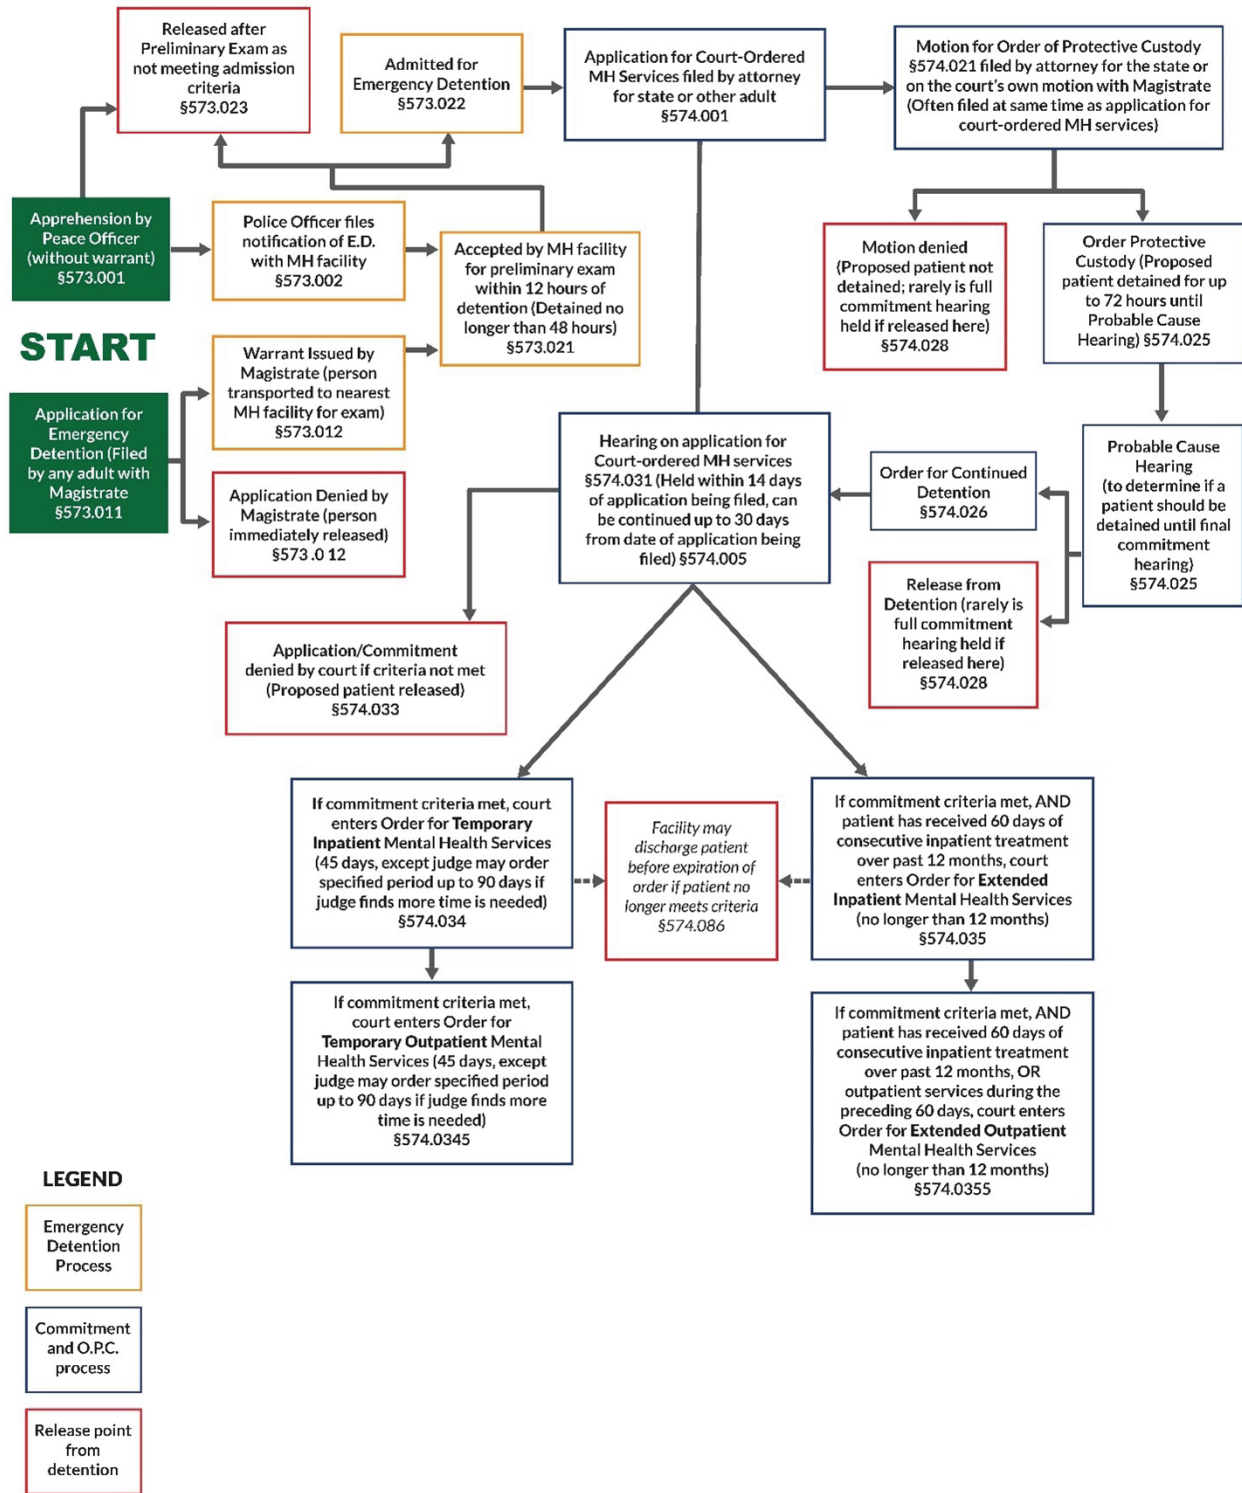 Released after
Preliminary Exam as
not meeting admission
criteria
§573.023
Admitted for
Emergency Detention
§573.022
Application for Court-Ordered
MH Services filed by attorney
for state or other adult
§574.001
Motion for Order of Protective Custody
§574.021 filed by attorney for the state or
on the court's own motion with Magistrate
(Often filed at same time as application for
court-ordered MH services)
Apprehension by
Peace Officer
(without warrant)
§573.001
Police Officer files
notification of E.D.
with MH facility
§573.002
Accepted by MH facility
for preliminary exam
within 12 hours of
detention (Detained no
longer than 48 hours)
§573.021
Motion denied
(Proposed patient not
detained; rarely is full
commitment hearing
held if released here)
§574.028
Order Protective
Custody (Proposed
patient detained for up
to 72 hours until
Probable Cause
Hearing) §574.025
START
Warrant Issued by
Magistrate (person
transported to nearest
MH facility for exam)
§573.012
Application for
Emergency
Detention (Filed
by any adult with
Magistrate
§573.011
Application Denied by
Magistrate (person
immediately released)
§573 .0 12
Hearing on application for
Court-ordered MH services
§574.031 (Held within 14 days
of application being filed, can
be continued up to 30 days
from date of application being
filed) §574.005
Order for Continued
Detention
§574.026
Probable Cause
Hearing
(to determine if a
patient should be
detained until final
commitment
hearing)
§574.025
Release from
Detention (rarely is
full commitment
hearing held if
released here)
§574.028
Application/Commitment
denied by court if criteria not met
(Proposed patient released)
§574.033
If commitment criteria met, court
enters Order for Temporary
Inpatient Mental Health Services
(45 days, except judge may order
specified period up to 90 days if
judge finds more time is needed)
§574.034
Facility may
discharge patient
before expiration of
order if patient no
longer meets criteria
§574.086
If commitment criteria met, AND
patient has received 60 days of
consecutive inpatient treatment
over past 12 months, court
enters Order for Extended
Inpatient Mental Health Services
(no longer than 12 months)
§574.035
If commitment criteria met,
court enters Order for
Temporary Outpatient Mental
Health Services (45 days, except
judge may order specified period
up to 90 days if judge finds more
time is needed)
§574.0345
If commitment criteria met, AND
patient has received 60 days of
consecutive inpatient treatment
over past 12 months, OR
outpatient services during the
preceding 60 days, court enters
Order for Extended Outpatient
Mental Health Services
(no longer than 12 months)
§574.0355
LEGEND
Emergency
Detention
Process
Commitment
and O.P.C.
process
Release point
from
detention